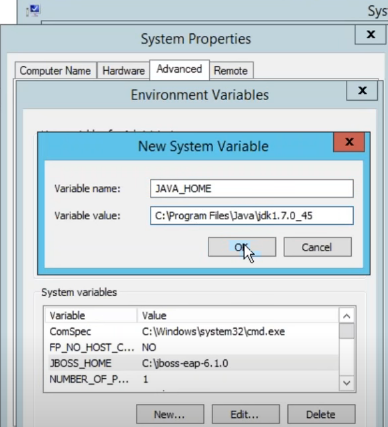 Sys
System Properties
x
Computer Name Hardware Advanced Remote
Environment Variables
x
New System Variable
x
Variable name: JAVA_HOME
Variable value: C:\Program Files\Java\jdk1.7.0_45
Cancel
System variables
Variable Value
ComSpec C:\Windows\system32\cmd.exe
FP_NO_HOST_C... NO
JBOSS_HOME C:\jboss-eap-6.1.0
NUMBER_OF_P... 1
New... Edit... Delete